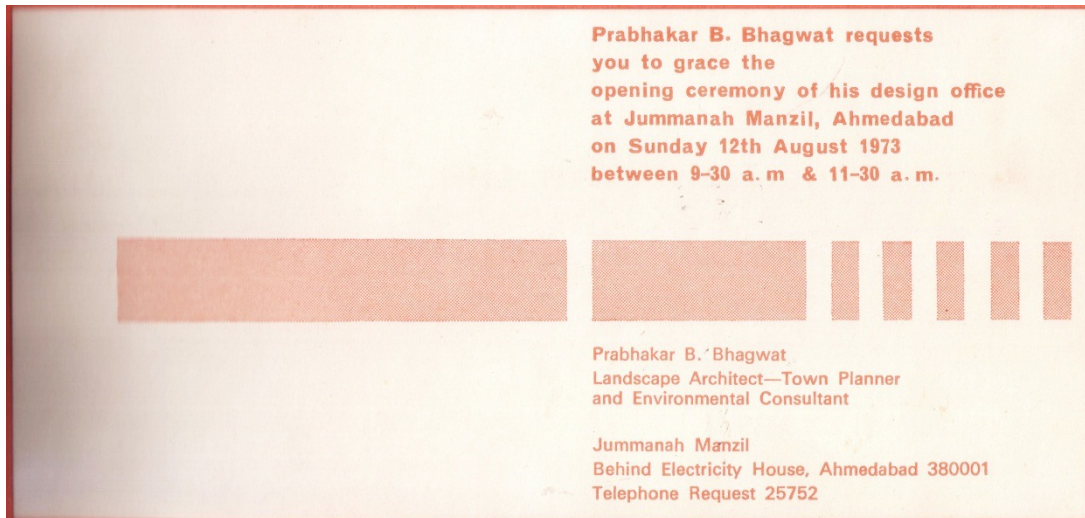 Prabhakar B. Bhagwat requests
you to grace the
opening ceremony of his design office
at Jummanah Manzil, Ahmedabad
on Sunday 12th August 1973
between 9-30 a.m & 11-30 a.m.
Prabhakar B. Bhagwat
Landscape Architect—Town Planner
and Environmental Consultant
Jummanah Manzil
Behind Electricity House, Ahmedabad 380001
Telephone Request 25752